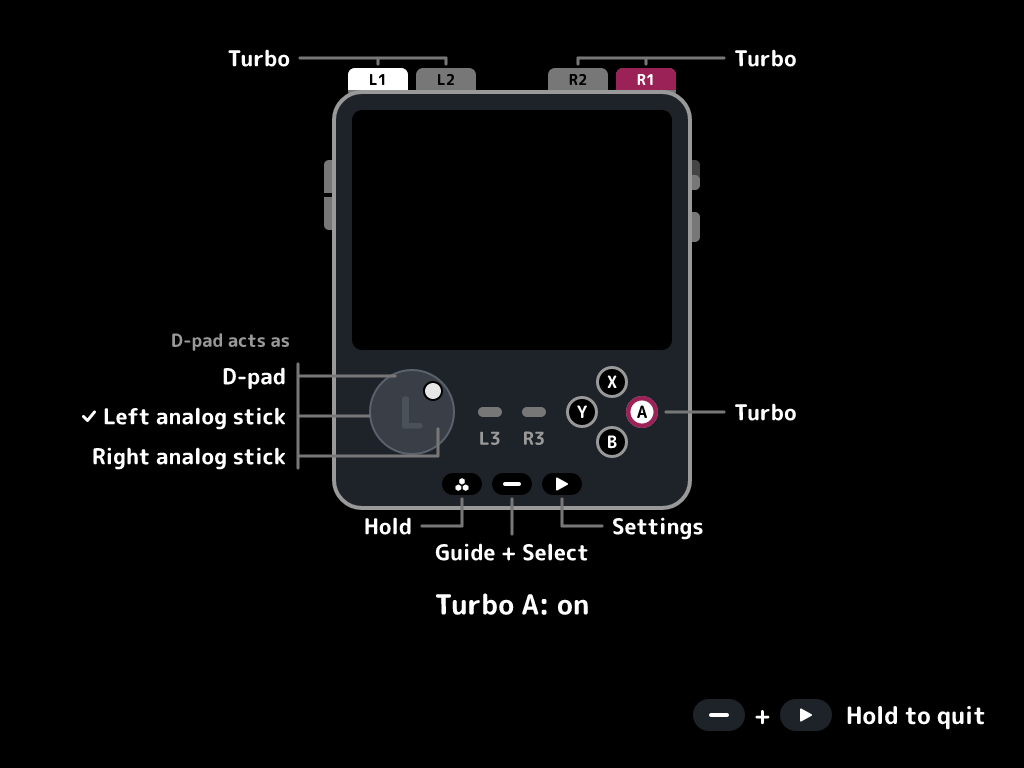 Turbo
Turbo
L1
L2
R2
R1
D-pad acts as
D-pad
✓ Left analog stick
Right analog stick
L
L3
R3
X
Y
A
B
Turbo
Hold
Settings
Guide + Select
Turbo A: on
+
Hold to quit